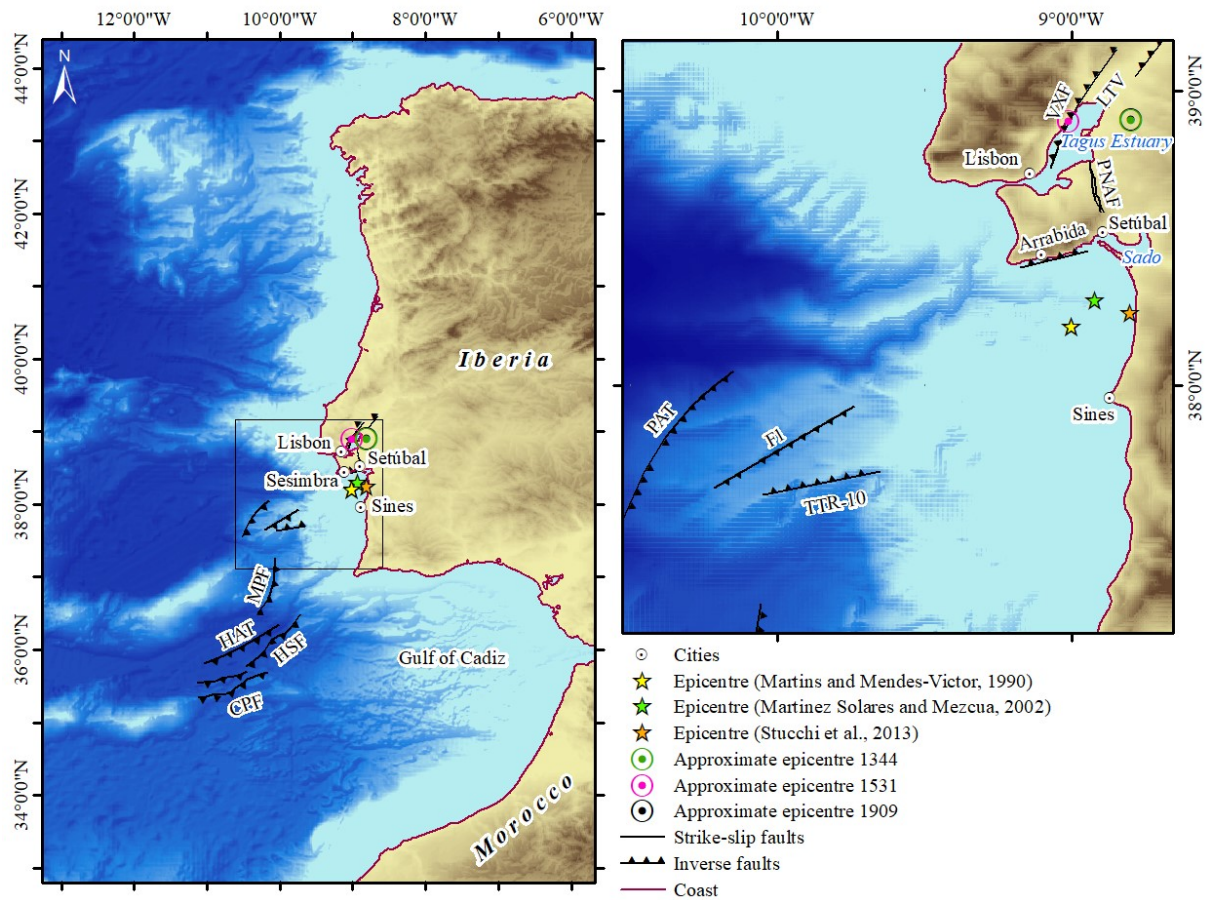 12°0'0"W 10°0'0"W 8°0'0"W 6°0'0"W
10°0'0"W 9°0'0"W
N
44°0'0"N
42°0'0"N
40°0'0"N
38°0'0"N
36°0'0"N
34°0'0"N
Iberia
Lisbon
Setúbal
Sesimbra
Sines
MPF
HAT
HSF
CPF
Gulf of Cadiz
Morocco
39°0'0"N
38°0'0"N
VXF
LTV
Tagus Estuary
Lisbon
PNAF
Setúbal
Arrabida
Sado
Sines
PAT
F1
TTR-10
Cities
Epicentre (Martins and Mendes-Victor, 1990)
Epicentre (Martinez Solares and Mezcua, 2002)
Epicentre (Stucchi et al., 2013)
Approximate epicentre 1344
Approximate epicentre 1531
Approximate epicentre 1909
Strike-slip faults
Inverse faults
Coast